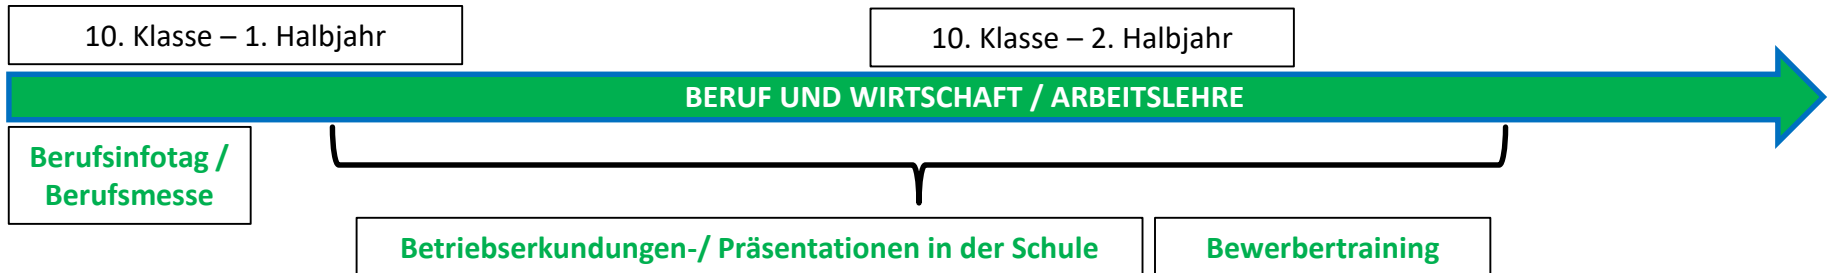 10. Klasse – 1. Halbjahr
10. Klasse – 2. Halbjahr
BERUF UND WIRTSCHAFT / ARBEITSLEHRE
Berufsinfotag /
Berufsmesse
Betriebserkundungen-/ Präsentationen in der Schule
Bewerbertraining